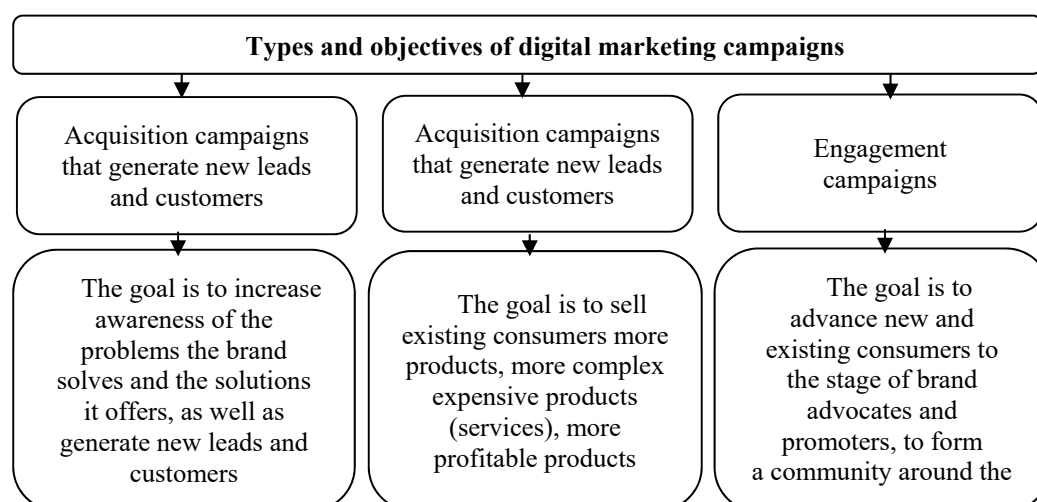 Types and objectives of digital marketing campaigns
Acquisition campaigns
that generate new leads
and customers
Acquisition campaigns
that generate new leads
and customers
Engagement
campaigns
The goal is to increase
awareness of the
problems the brand
solves and the solutions
it offers, as well as
generate new leads and
customers
The goal is to sell
existing consumers more
products, more complex
expensive products
(services), more
profitable products
The goal is to
advance new and
existing consumers to
the stage of brand
advocates and
promoters, to form
a community around the